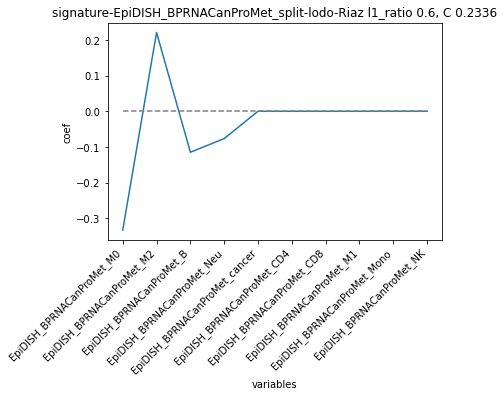 signature-EpiDISH_BPRNACanProMet_split-lodo-Riaz l1_ratio 0.6, C 0.2336
0.2
0.1
0.0
−0.1
−0.2
−0.3
coef
EpiDISH_BPRNACanProMet_M0
EpiDISH_BPRNACanProMet_M2
EpiDISH_BPRNACanProMet_B
EpiDISH_BPRNACanProMet_Neu
EpiDISH_BPRNACanProMet_cancer
EpiDISH_BPRNACanProMet_CD4
EpiDISH_BPRNACanProMet_CD8
EpiDISH_BPRNACanProMet_M1
EpiDISH_BPRNACanProMet_Mono
EpiDISH_BPRNACanProMet_NK
variables